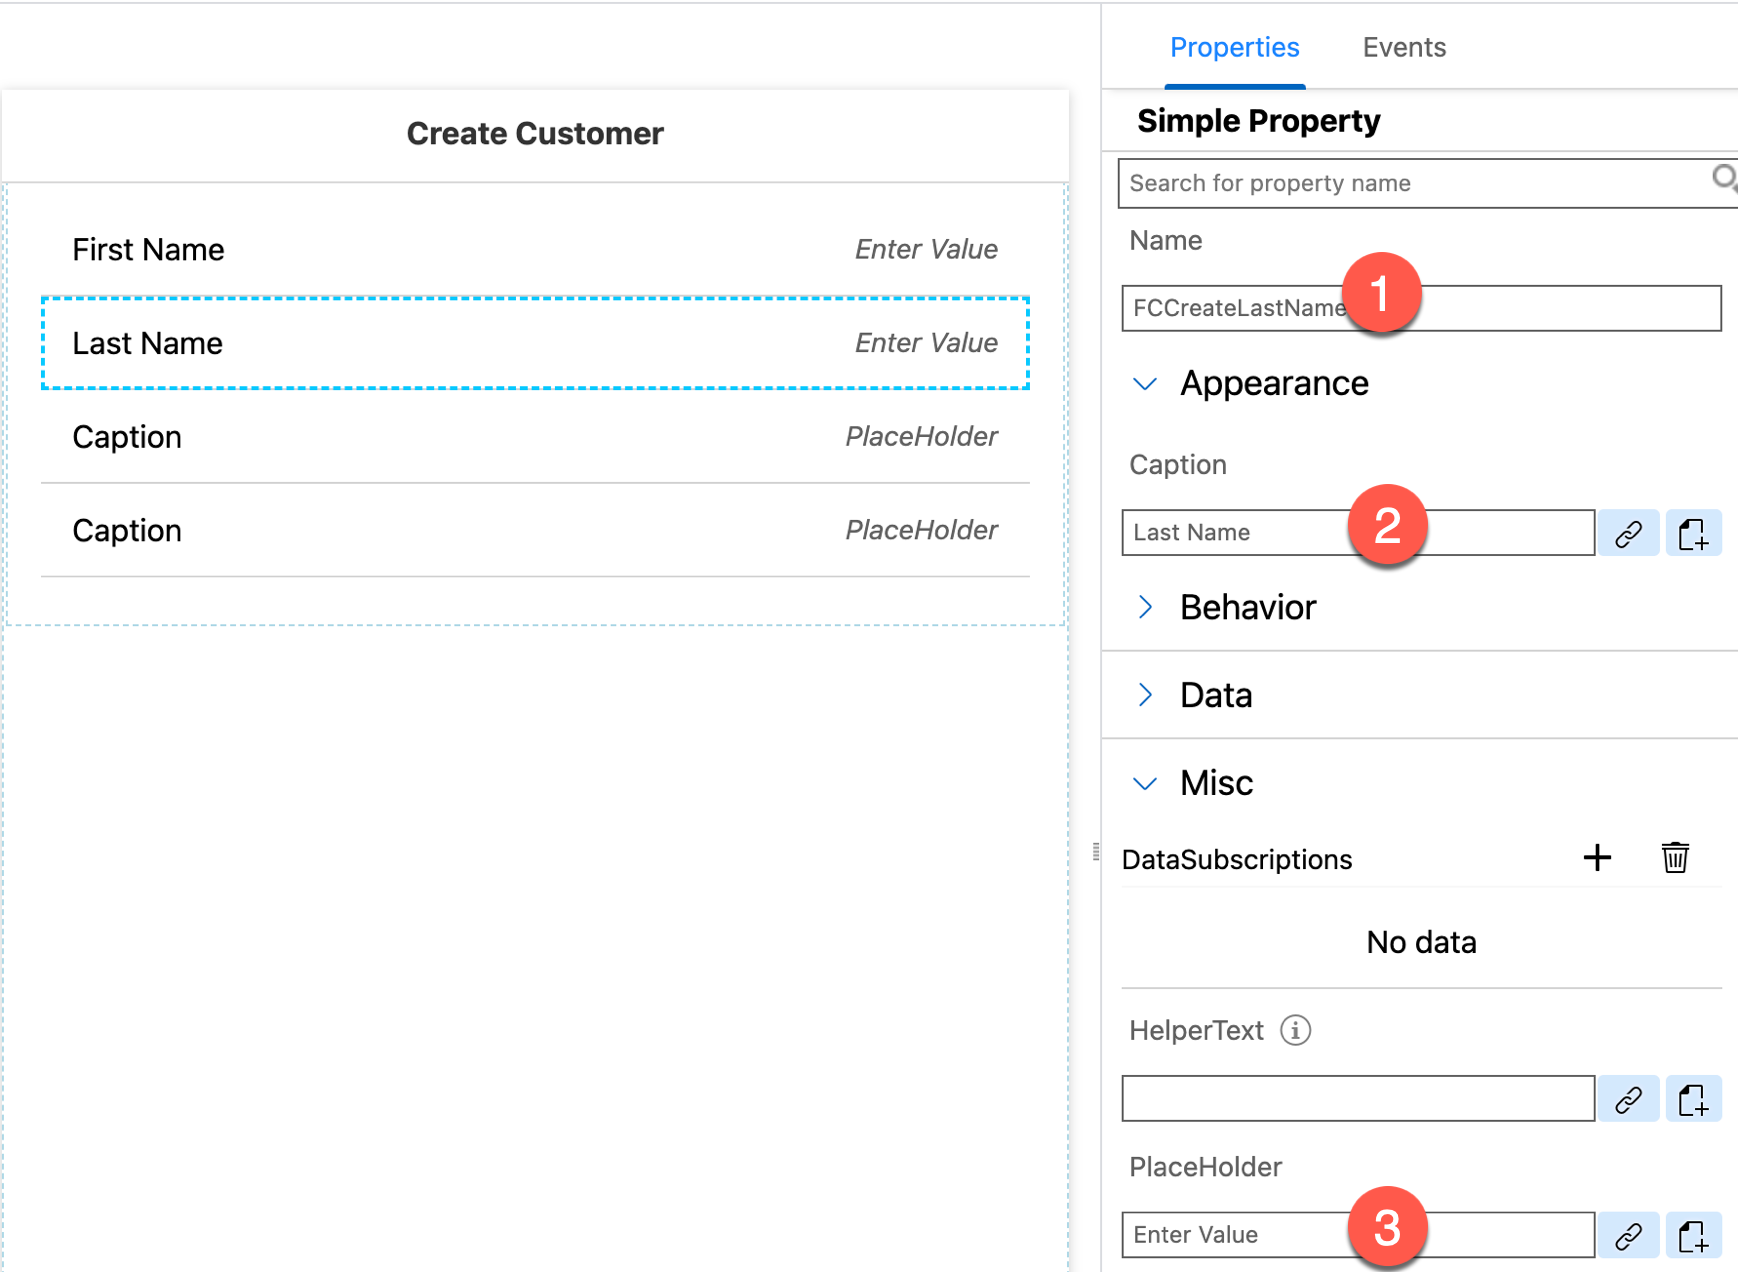 Create Customer
First Name Enter Value
Last Name Enter Value
Caption PlaceHolder
Caption PlaceHolder
Properties Events
Simple Property
Search for property name
Name
FCCreateLastName 1
Appearance
Caption
Last Name 2
Behavior
Data
Misc
DataSubscriptions
No data
HelperText
PlaceHolder
Enter Value 3